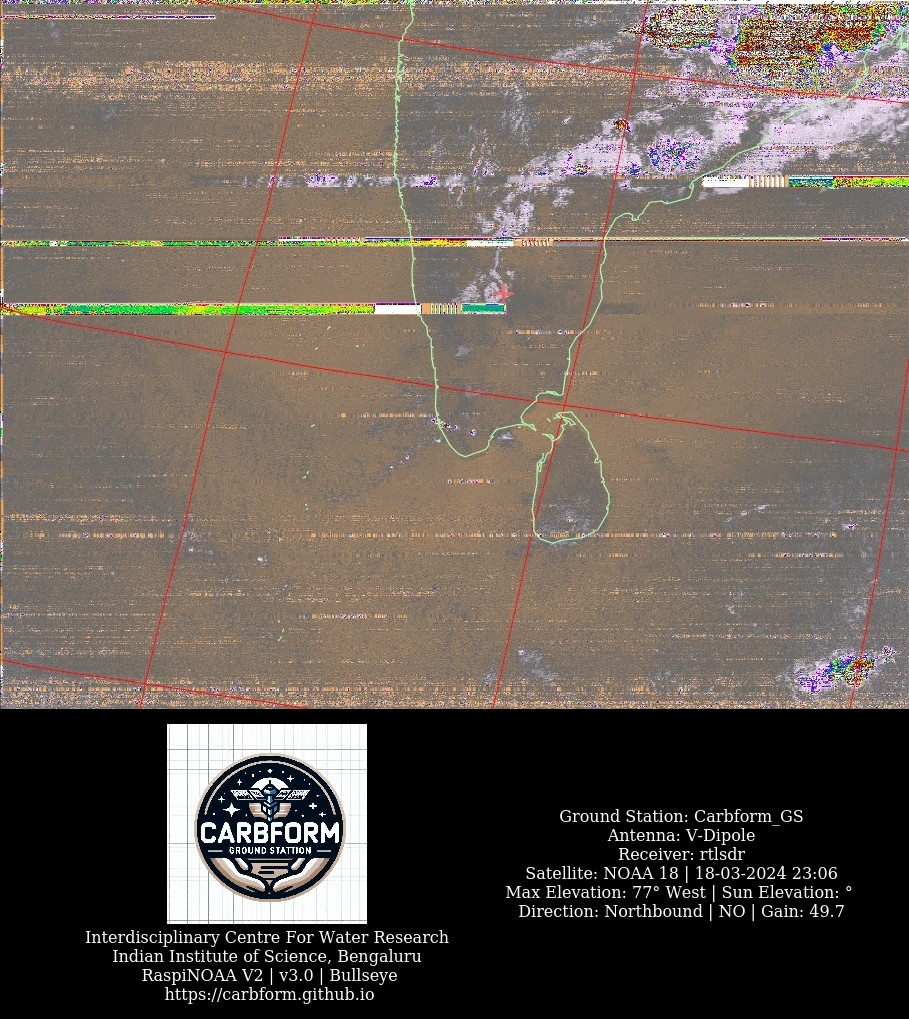 CARBFORM
GROUND STATTION
Interdisciplinary Centre For Water Research
Indian Institute of Science, Bengaluru
RaspiNOAA V2 | v3.0 | Bullseye
https://carbform.github.io
Ground Station: Carbform_GS
Antenna: V-Dipole
Receiver: rtlsdr
Satellite: NOAA 18 | 18-03-2024 23:06
Max Elevation: 77° West | Sun Elevation: °
Direction: Northbound | NO | Gain: 49.7